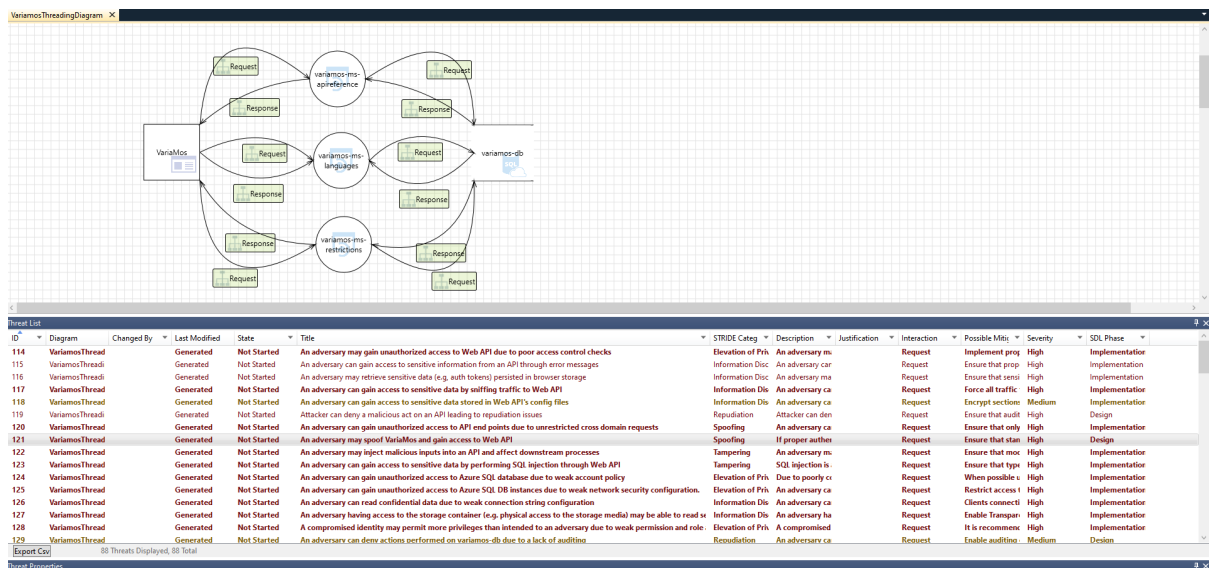 VariamosThreadingDiagram ×
Request
Request
variamos-ms-
apireference
Response
Response
VariaMos
Request
variamos-ms-
languages
Request
variamos-db
SQL
Response
Response
Response
variamos-ms-
restrictions
Response
Request
Request
Threat List
ID Diagram Changed By Last Modified State Title STRIDE Categ Description Justification Interaction Possible Mitig Severity SDL Phase
114 VariamosThread Generated Not Started An adversary may gain unauthorized access to Web API due to poor access control checks Elevation of Priv An adversary ma Request Implement prop High Implementation
115 VariamosThreadi Generated Not Started An adversary can gain access to sensitive information from an API through error messages Information Disc An adversary can Request Ensure that prop High Implementation
116 VariamosThreadi Generated Not Started An adversary may retrieve sensitive data (e.g, auth tokens) persisted in browser storage Information Disc An adversary ma Request Ensure that sensi High Implementation
117 VariamosThread Generated Not Started An adversary can gain access to sensitive data by sniffing traffic to Web API Information Dis An adversary ca Request Force all traffic High Implementation
118 VariamosThread Generated Not Started An adversary can gain access to sensitive data stored in Web API's config files Information Dis An adversary ca Request Encrypt sections Medium Implementation
119 VariamosThreadi Generated Not Started Attacker can deny a malicious act on an API leading to repudiation issues Repudiation Attacker can den Request Ensure that audit High Design
120 VariamosThread Generated Not Started An adversary can gain unauthorized access to API end points due to unrestricted cross domain requests Spoofing An adversary ca Request Ensure that only High Implementation
121 VariamosThread Generated Not Started An adversary may spoof VariaMos and gain access to Web API Spoofing If proper authen Request Ensure that stan High Design
122 VariamosThread Generated Not Started An adversary may inject malicious inputs into an API and affect downstream processes Tampering An adversary ma Request Ensure that mod High Implementation
123 VariamosThread Generated Not Started An adversary can gain access to sensitive data by performing SQL injection through Web API Tampering SQL injection is Request Ensure that type High Implementation
124 VariamosThread Generated Not Started An adversary can gain unauthorized access to Azure SQL database due to weak account policy Elevation of Priv Due to poorly co Request When possible u High Implementation
125 VariamosThread Generated Not Started An adversary can gain unauthorized access to Azure SQL DB instances due to weak network security configuration. Elevation of Priv An adversary ca Request Restrict access t High Implementation
126 VariamosThread Generated Not Started An adversary can read confidential data due to weak connection string configuration Information Dis An adversary ca Request Clients connecti High Implementation
127 VariamosThread Generated Not Started An adversary having access to the storage container (e.g. physical access to the storage media) may be able to read se Information Dis An adversary ha Request Enable Transpar High Implementation
128 VariamosThread Generated Not Started A compromised identity may permit more privileges than intended to an adversary due to weak permission and role Elevation of Priv A compromised Request It is recommenc High Implementation
129 VariamosThread Generated Not Started An adversary can deny actions performed on variamos-db due to a lack of auditing Repudiation An adversary ca Request Enable auditing Medium Design
Export Csv 88 Threats Displayed, 88 Total
Threat Properties